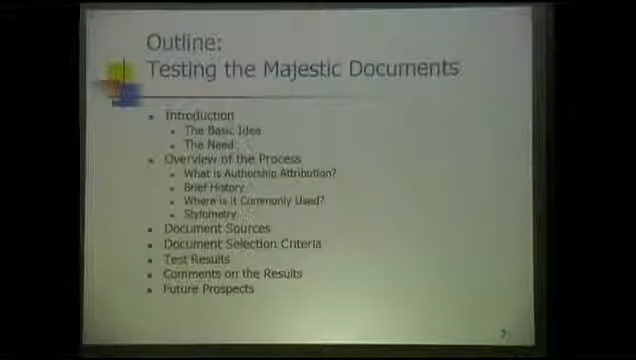 Outline:
Testing the Majestic Documents
Introduction
The Basic Idea
The Need
Overview of the Process
What is Authorship Attribution?
Brief History
Where is it Commonly Used?
Stylometry
Document Sources
Document Selection Criteria
Test Results
Comments on the Results
Future Prospects